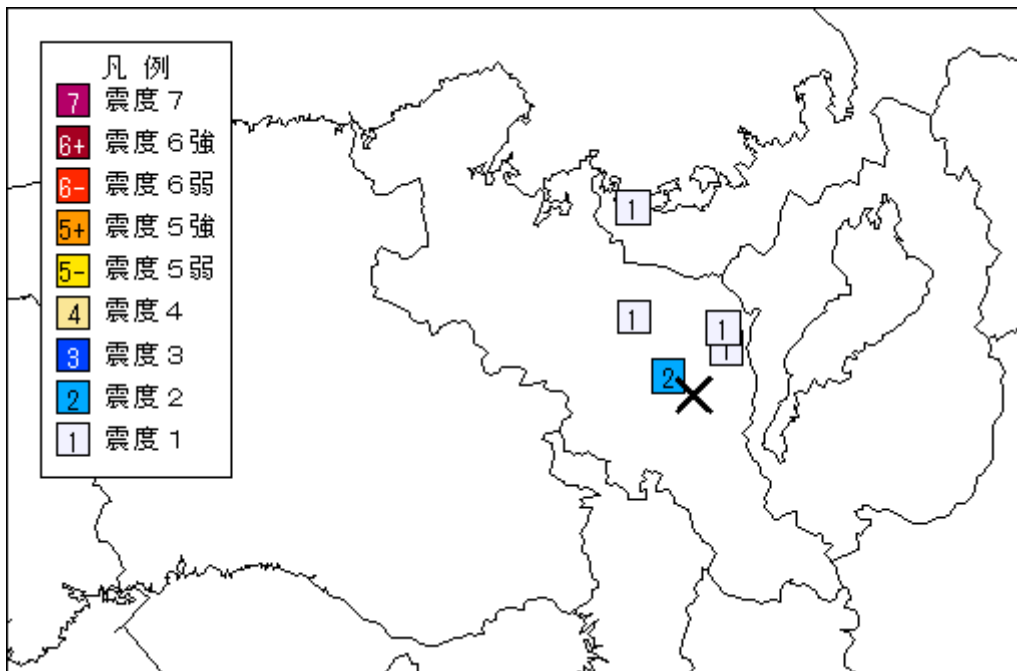 凡 例
7 震度７
6+ 震度６強
6- 震度６弱
5+ 震度５強
5- 震度５弱
4 震度４
3 震度３
2 震度２
1 震度１
1
1
1
1
2